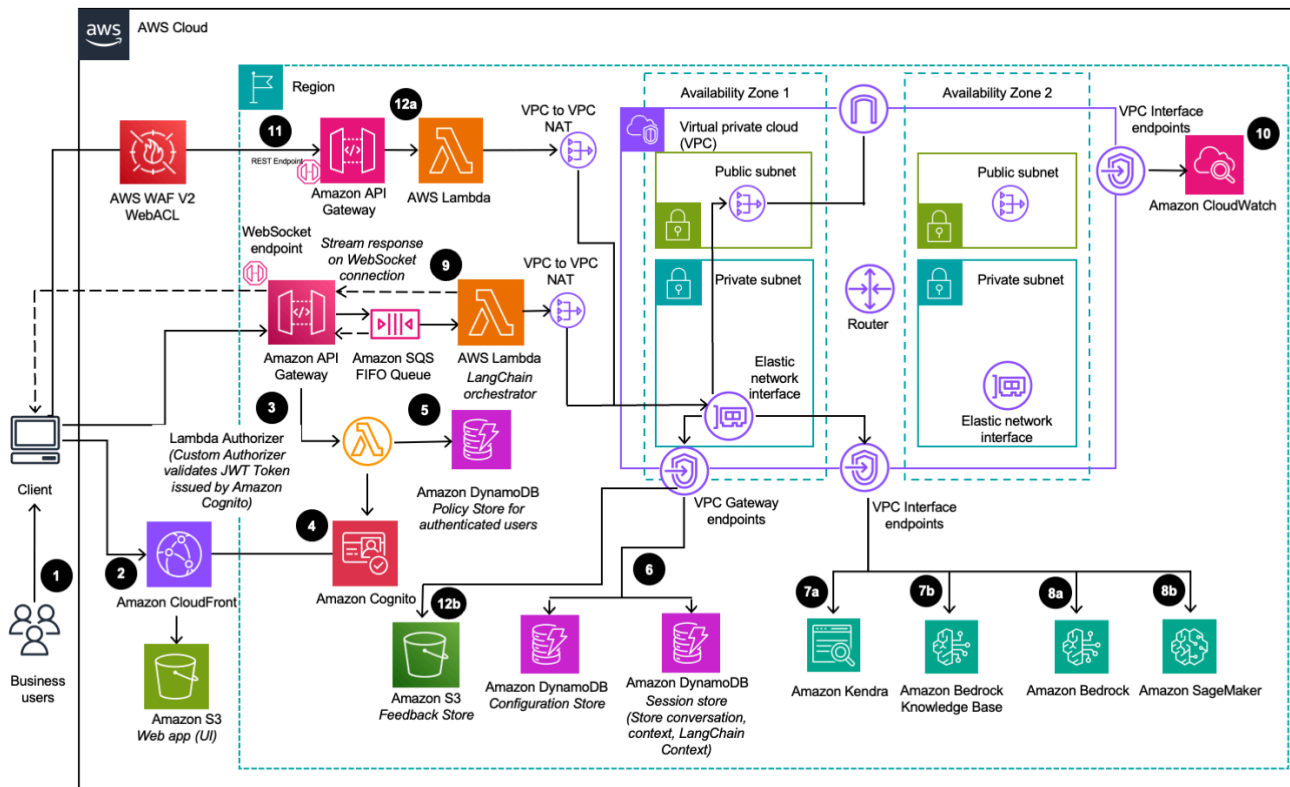 aws
AWS Cloud
Region
11
REST Endpoint
12a
AWS WAF V2
WebACL
Amazon API
Gateway
AWS Lambda
VPC to VPC
NAT
Availability Zone 1
Virtual private cloud
(VPC)
Public subnet
Private subnet
Elastic
network
interface
Availability Zone 2
Public subnet
Private subnet
Elastic network
interface
Router
VPC Interface
endpoints
10
Amazon CloudWatch
WebSocket
endpoint
Stream response
on WebSocket
connection
9
VPC to VPC
NAT
Amazon API
Gateway
Amazon SQS
FIFO Queue
AWS Lambda
LangChain
orchestrator
3
5
Lambda Authorizer
(Custom Authorizer
validates JWT Token
issued by Amazon
Cognito)
Amazon DynamoDB
Policy Store for
authenticated users
VPC Gateway
endpoints
VPC Interface
endpoints
Client
1
Business
users
2
Amazon CloudFront
Amazon S3
Web app (UI)
4
Amazon Cognito
12b
Amazon S3
Feedback Store
6
Amazon DynamoDB
Configuration Store
Amazon DynamoDB
Session store
(Store conversation,
context, LangChain
Context)
7a
Amazon Kendra
7b
Amazon Bedrock
Knowledge Base
8a
Amazon Bedrock
8b
Amazon SageMaker